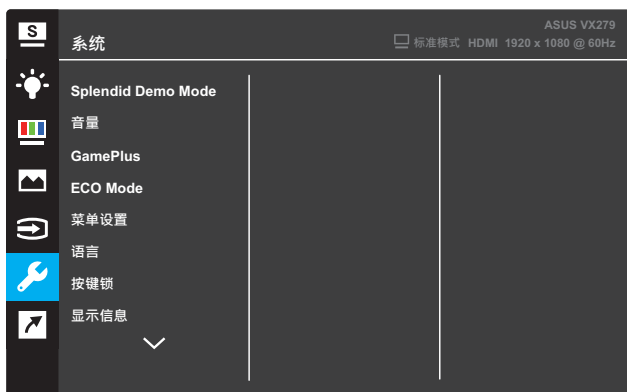 S
ASUS VX279
系统
标准模式 HDMI 1920 x 1080 @ 60Hz
Splendid Demo Mode
音量
GamePlus
ECO Mode
菜单设置
语言
按键锁
显示信息